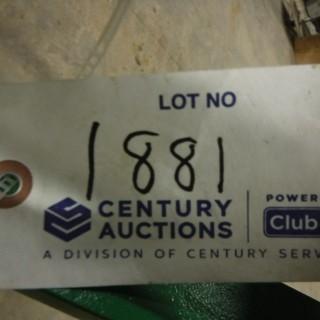 LOT NO
1881
CENTURY
AUCTIONS
POWER
Club
A DIVISION OF CENTURY SERV